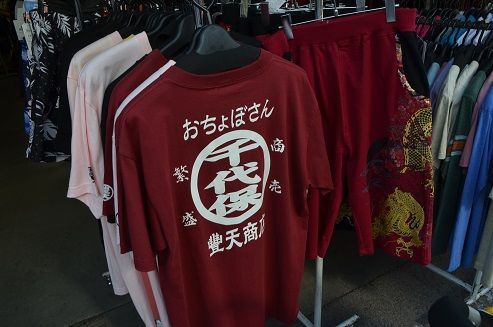 おちょぼさん
千代保
商売
繁盛
豊天商店